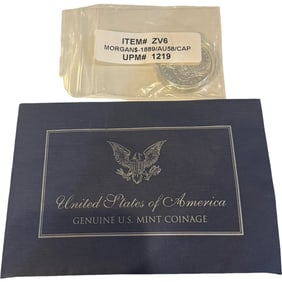 ITEM# ZV6
MORGAN$-1889/AU58/CAP
UPM# 1219
United States of America
GENUINE U.S. MINT COINAGE